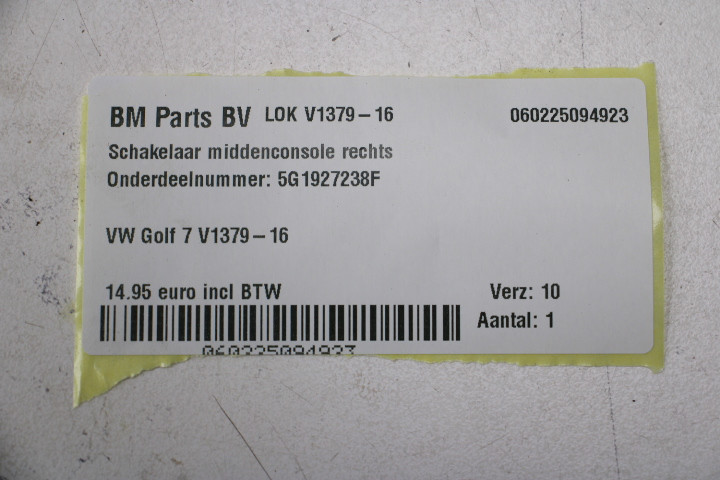 BM Parts BV LOK V1379-16 060225094923
Schakelaar middenconsole rechts
Onderdeelnummer: 5G1927238F
VW Golf 7 V1379-16
14.95 euro incl BTW Verz: 10
Aantal: 1
060225094923